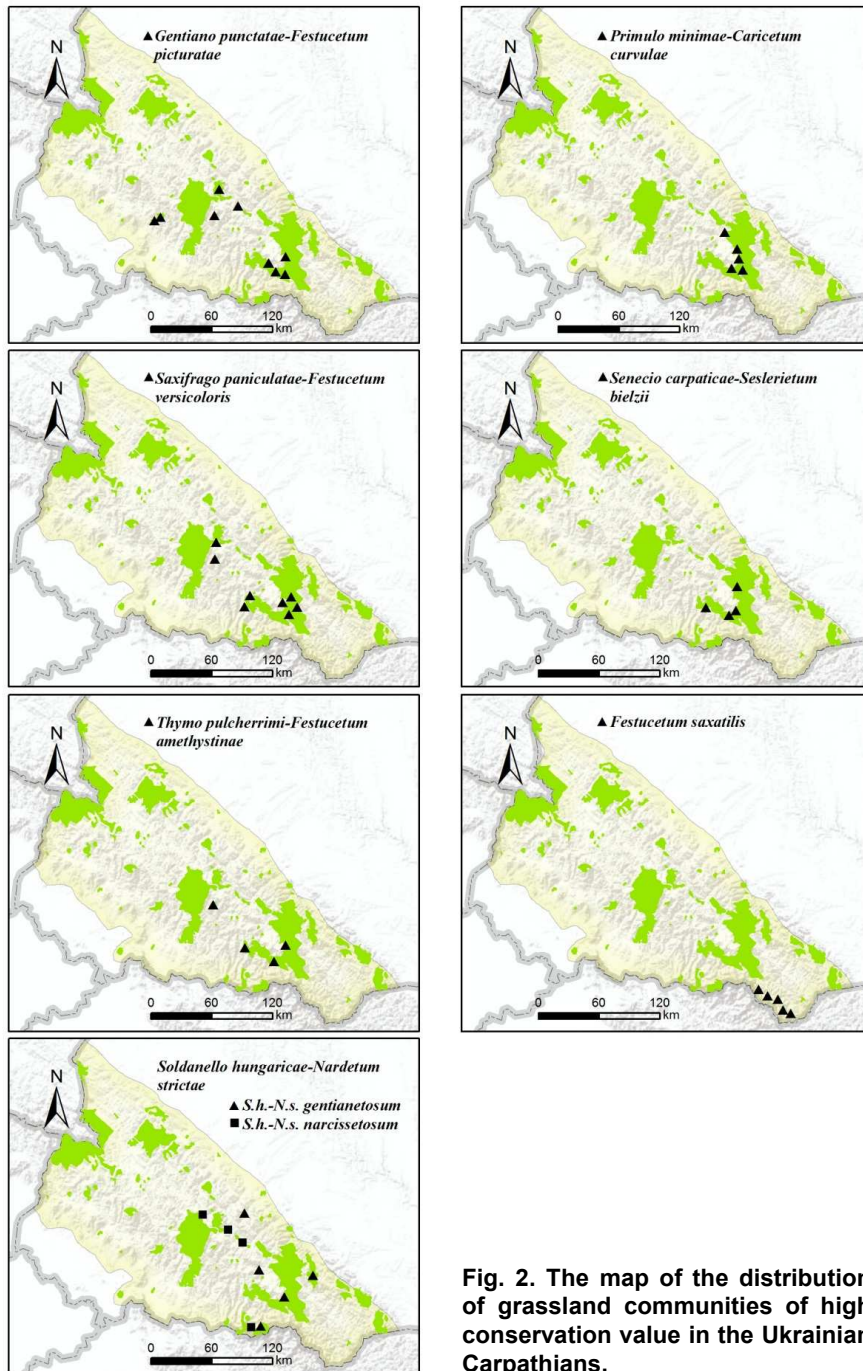 ▲ Gentiano punctatae-Festucetum
picturatae
N
0 60 120
km
▲ Primulo minimae-Caricetum
curvulae
N
0 60 120
km
▲ Saxifrago paniculatae-Festucetum
versicoloris
N
0 60 120
km
▲ Senecio carpaticae-Seslerietum
bielzii
N
0 60 120
km
▲ Thymo pulcherrimi-Festucetum
amethystinae
N
0 60 120
km
▲ Festucetum saxatilis
N
0 60 120
km
Soldanello hungaricae-Nardetum
strictae
▲ S.h.-N.s. gentianetosum
■ S.h.-N.s. narcissetosum
N
0 60 120
km
Fig. 2. The map of the distribution
of grassland communities of high
conservation value in the Ukrainian
Carpathians.